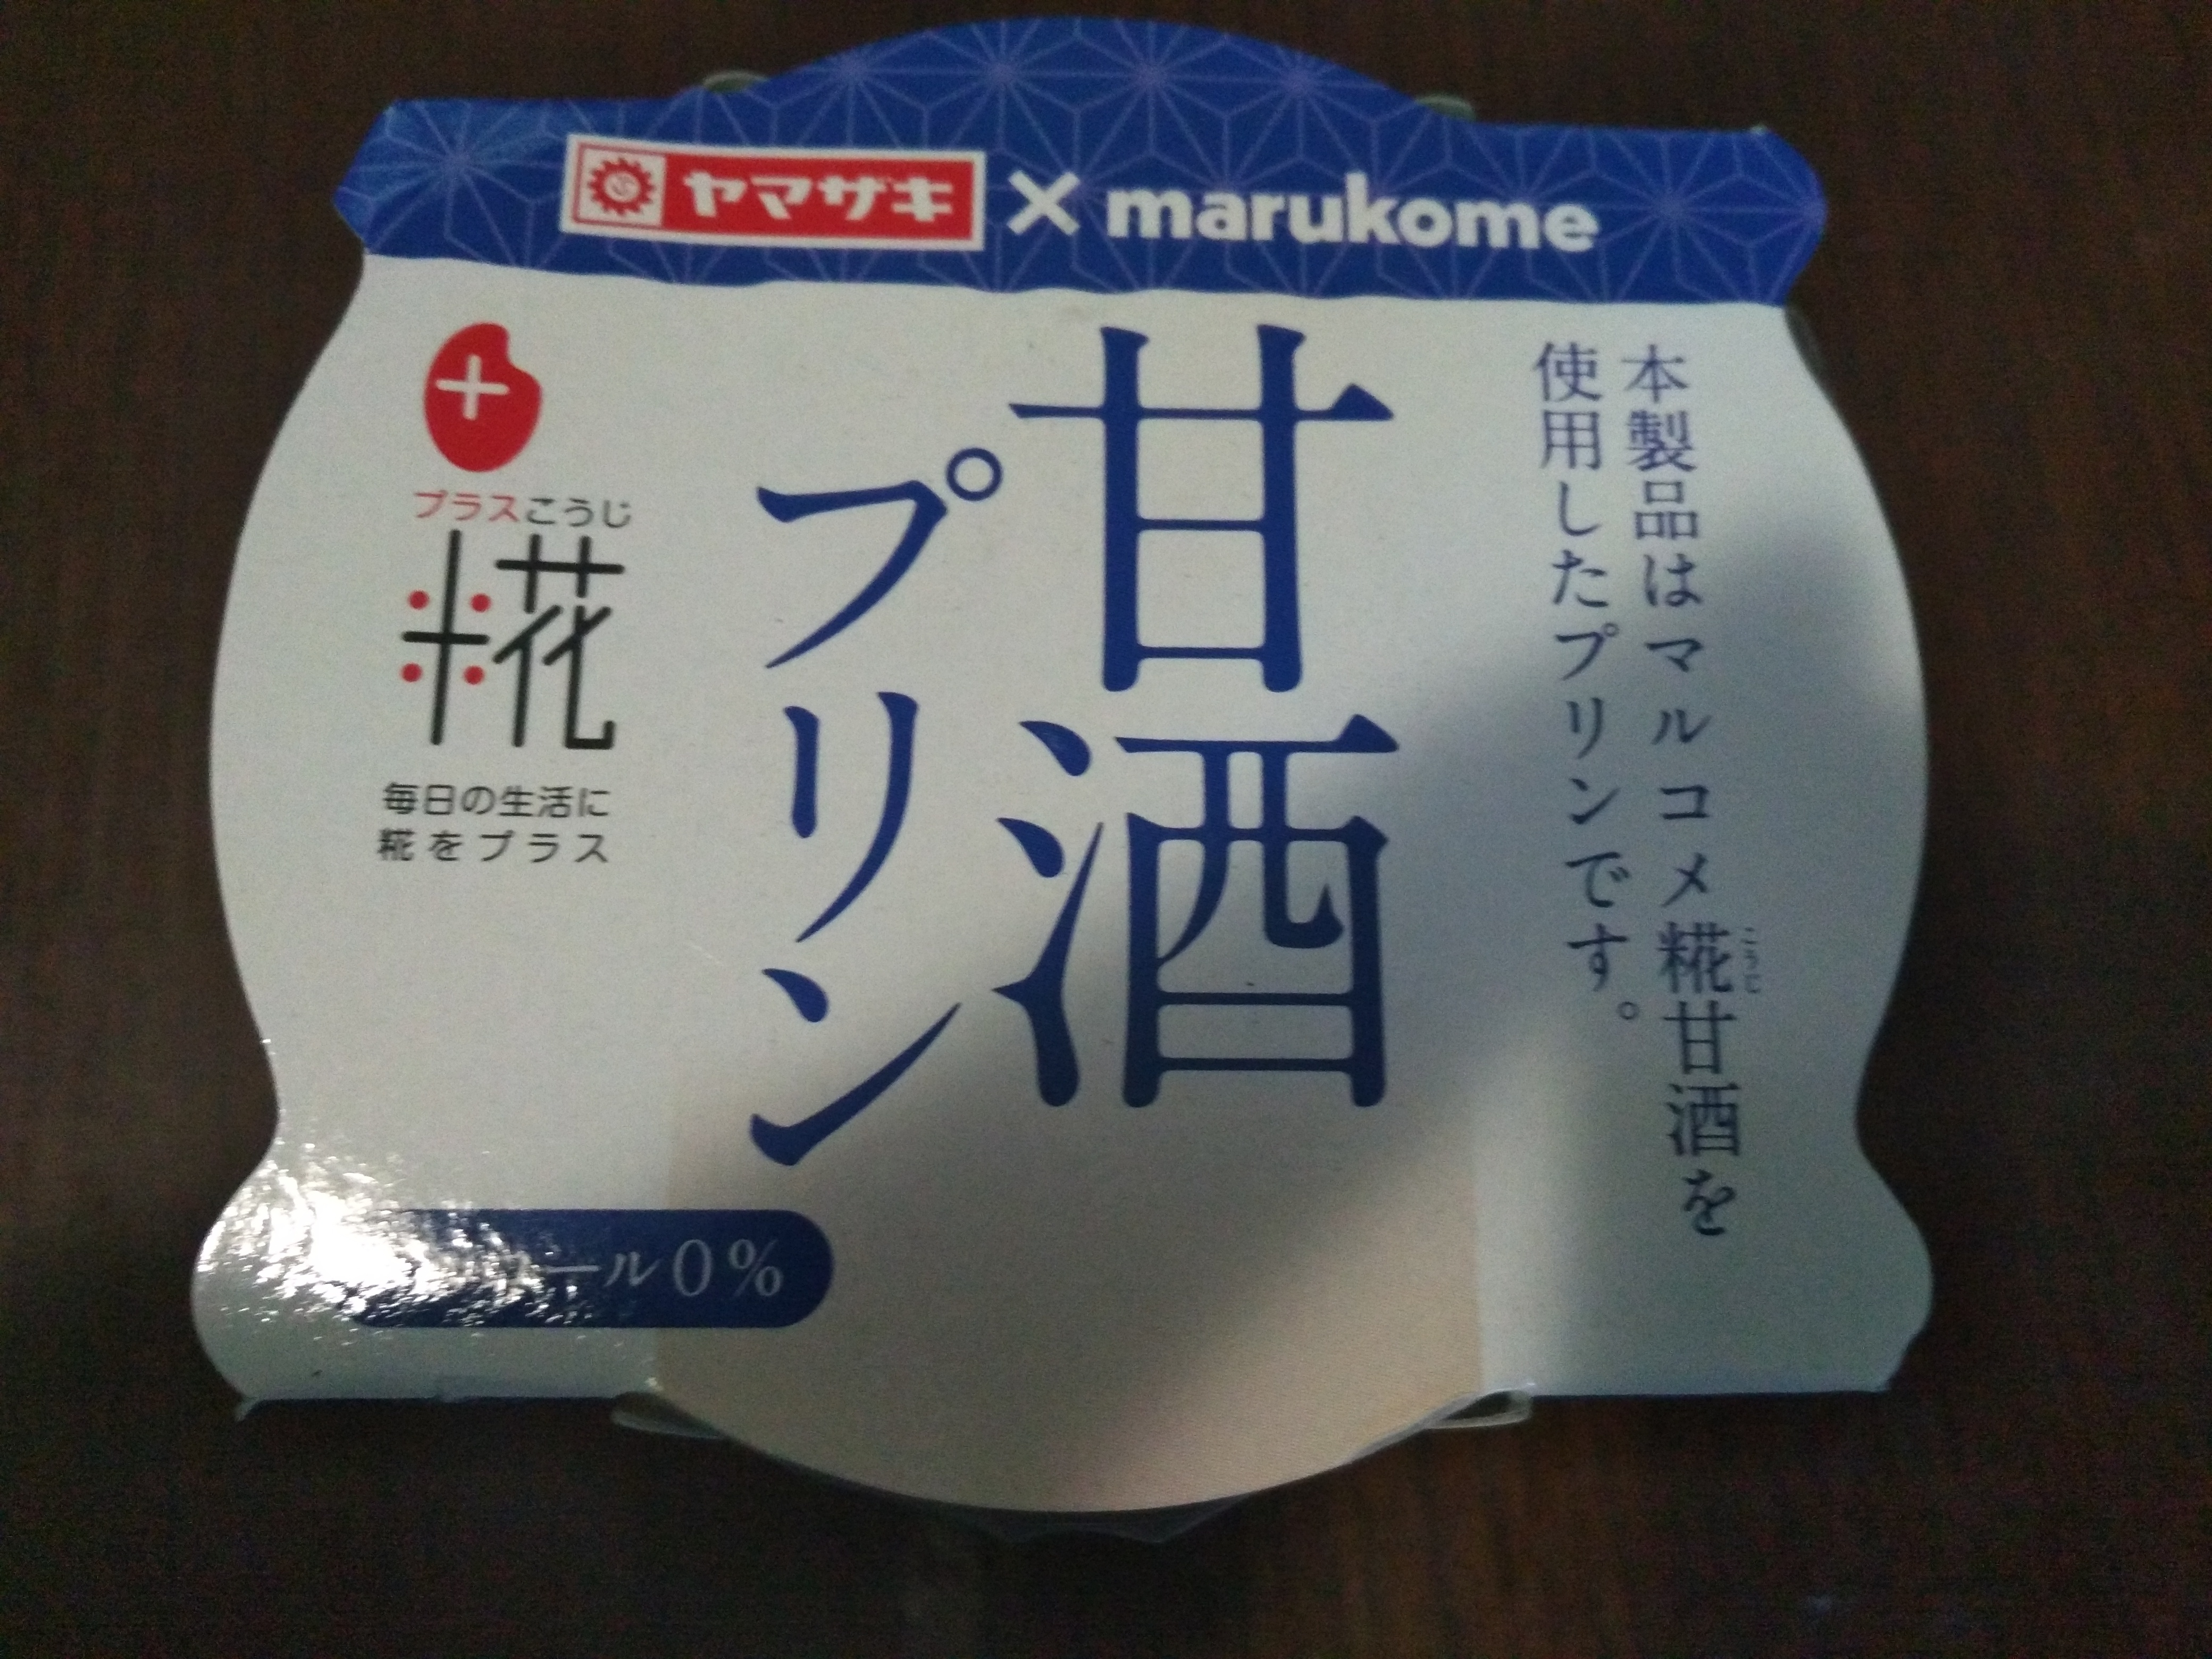 ヤマザキ × marukome
本製品はマルコメ糀甘酒を
こうじ
使用したプリンです。
甘酒
プリン
プラスこうじ
糀
毎日の生活に
糀をプラス
0%